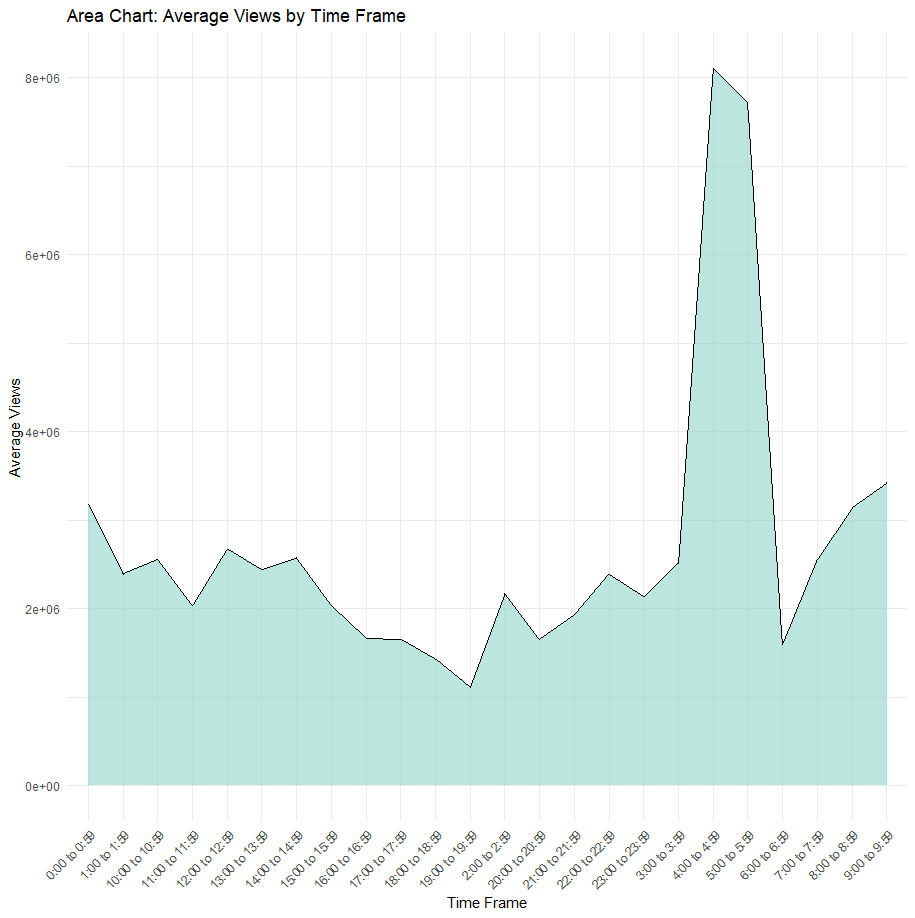 Area Chart: Average Views by Time Frame
Average Views
8e+06
6e+06
4e+06
2e+06
0e+00
0:00 to 0:59
1:00 to 1:59
10:00 to 10:59
11:00 to 11:59
12:00 to 12:59
13:00 to 13:59
14:00 to 14:59
15:00 to 15:59
16:00 to 16:59
17:00 to 17:59
18:00 to 18:59
19:00 to 19:59
2:00 to 2:59
20:00 to 20:59
21:00 to 21:59
22:00 to 22:59
23:00 to 23:59
3:00 to 3:59
4:00 to 4:59
5:00 to 5:59
6:00 to 6:59
7:00 to 7:59
8:00 to 8:59
9:00 to 9:59
Time Frame